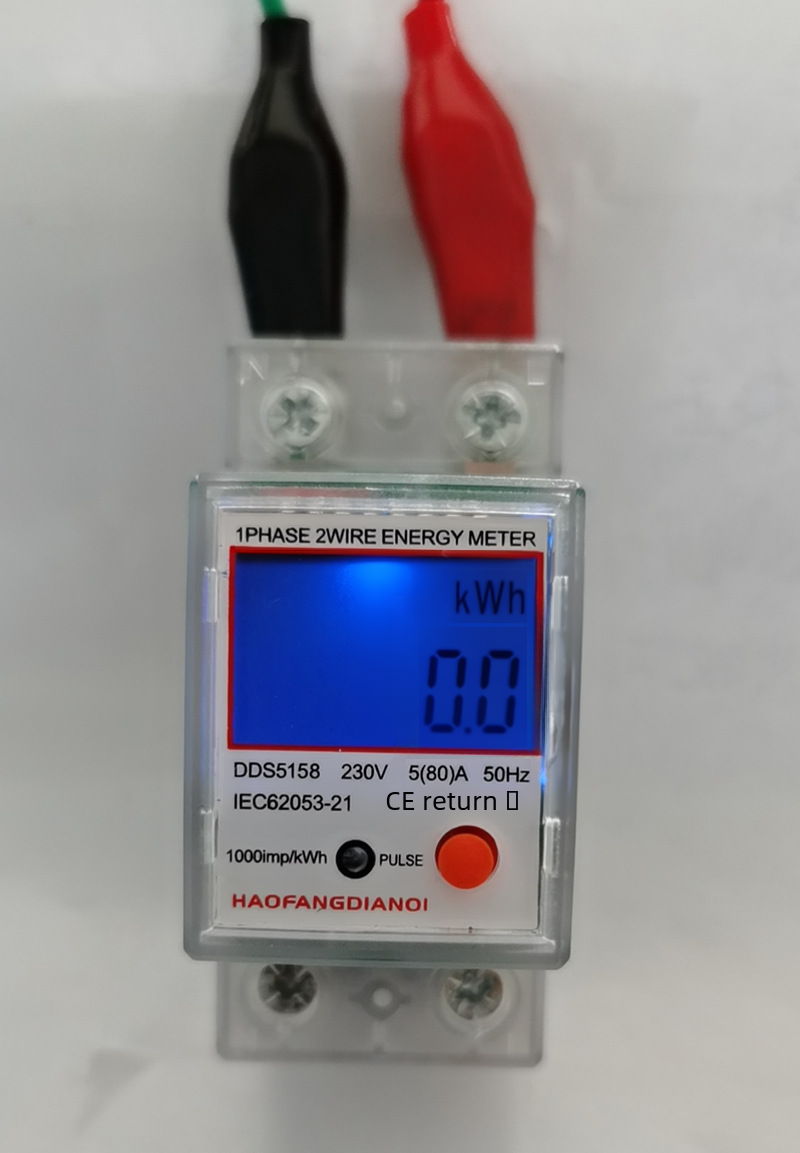 1PHASE 2WIRE ENERGY METER
kWh
0.0
DDS5158 230V 5(80)A 50Hz
IEC62053-21 CE return
1000imp/kWh PULSE
HAOFANGDIANOI